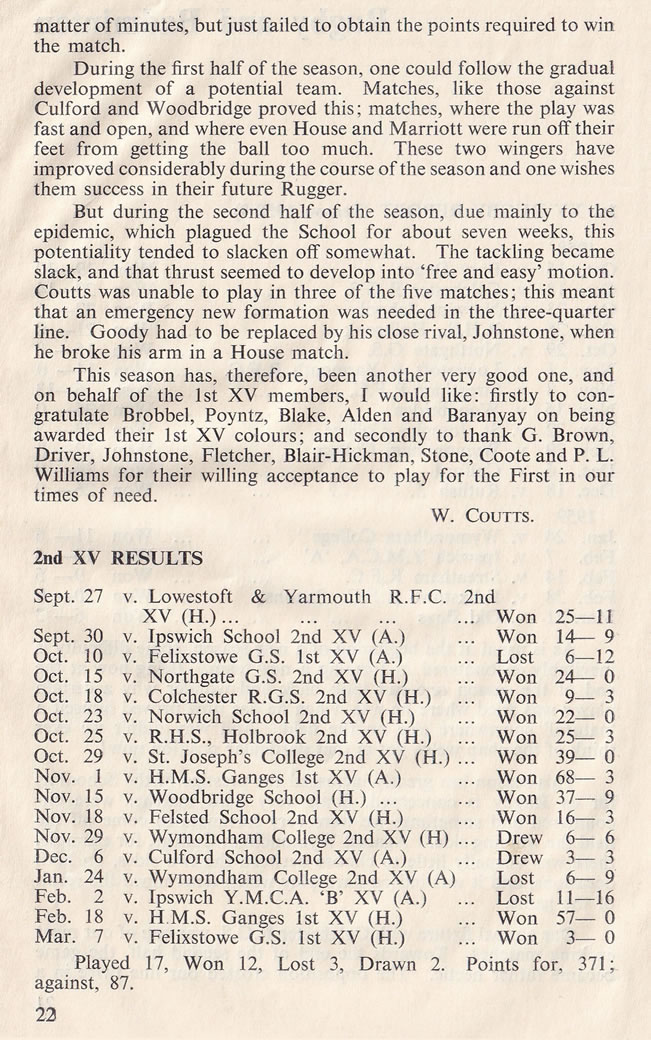 matter of minutes, but just failed to obtain the points required to win
the match.
During the first half of the season, one could follow the gradual
development of a potential team. Matches, like those against
Culford and Woodbridge proved this; matches, where the play was
fast and open, and where even House and Marriott were run off their
feet from getting the ball too much. These two wingers have
improved considerably during the course of the season and one wishes
them success in their future Rugger.
But during the second half of the season, due mainly to the
epidemic, which plagued the School for about seven weeks, this
potentiality tended to slacken off somewhat. The tackling became
slack, and that thrust seemed to develop into ‘free and easy’ motion.
Coutts was unable to play in three of the five matches; this meant
that an emergency new formation was needed in the three-quarter
line. Goody had to be replaced by his close rival, Johnstone, when
he broke his arm in a House match.
This season has, therefore, been another very good one, and
on behalf of the 1st XV members, I would like: firstly to con-
gratulate Brobbel, Poyntz, Blake, Alden and Baranyay on being
awarded their 1st XV colours; and secondly to thank G. Brown,
Driver, Johnstone, Fletcher, Blair-Hickman, Stone, Coote and P. L.
Williams for their willing acceptance to play for the First in our
times of need.
W. COUTTS.
2nd XV RESULTS
Sept. 27 v. Lowestoft & Yarmouth R.F.C. 2nd
XV (H.) ... ... ... ... Won 25—11
Sept. 30 v. Ipswich School 2nd XV (A.) ... Won 14— 9
Oct. 10 v. Felixstowe G.S. 1st XV (A.) ... Lost 6—12
Oct. 15 v. Northgate G.S. 2nd XV (H.) ... Won 24— 0
Oct. 18 v. Colchester R.G.S. 2nd XV (H.) ... Won 9— 3
Oct. 23 v. Norwich School 2nd XV (H.) ... Won 22— 0
Oct. 25 v. R.H.S., Holbrook 2nd XV (H.) ... Won 25— 3
Oct. 29 v. St. Joseph's College 2nd XV (H.) ... Won 39— 0
Nov. 1 v. H.M.S. Ganges 1st XV (A.) ... Won 68— 3
Nov. 15 v. Woodbridge School (H.) ... ... Won 37— 9
Nov. 18 v. Felsted School 2nd XV (H.) ... Won 16— 3
Nov. 29 v. Wymondham College 2nd XV (H) ... Drew 6— 6
Dec. 6 v. Culford School 2nd XV (A.) ... Drew 3— 3
Jan. 24 v. Wymondham College 2nd XV (A) Lost 6— 9
Feb. 2 v. Ipswich Y.M.C.A. ‘B’ XV (A.) ... Lost 11—16
Feb. 18 v. H.M.S. Ganges 1st XV (H.) ... Won 57— 0
Mar. 7 v. Felixstowe G.S. 1st XV (H.) ... Won 3— 0
Played 17, Won 12, Lost 3, Drawn 2. Points for, 371;
against, 87.
22